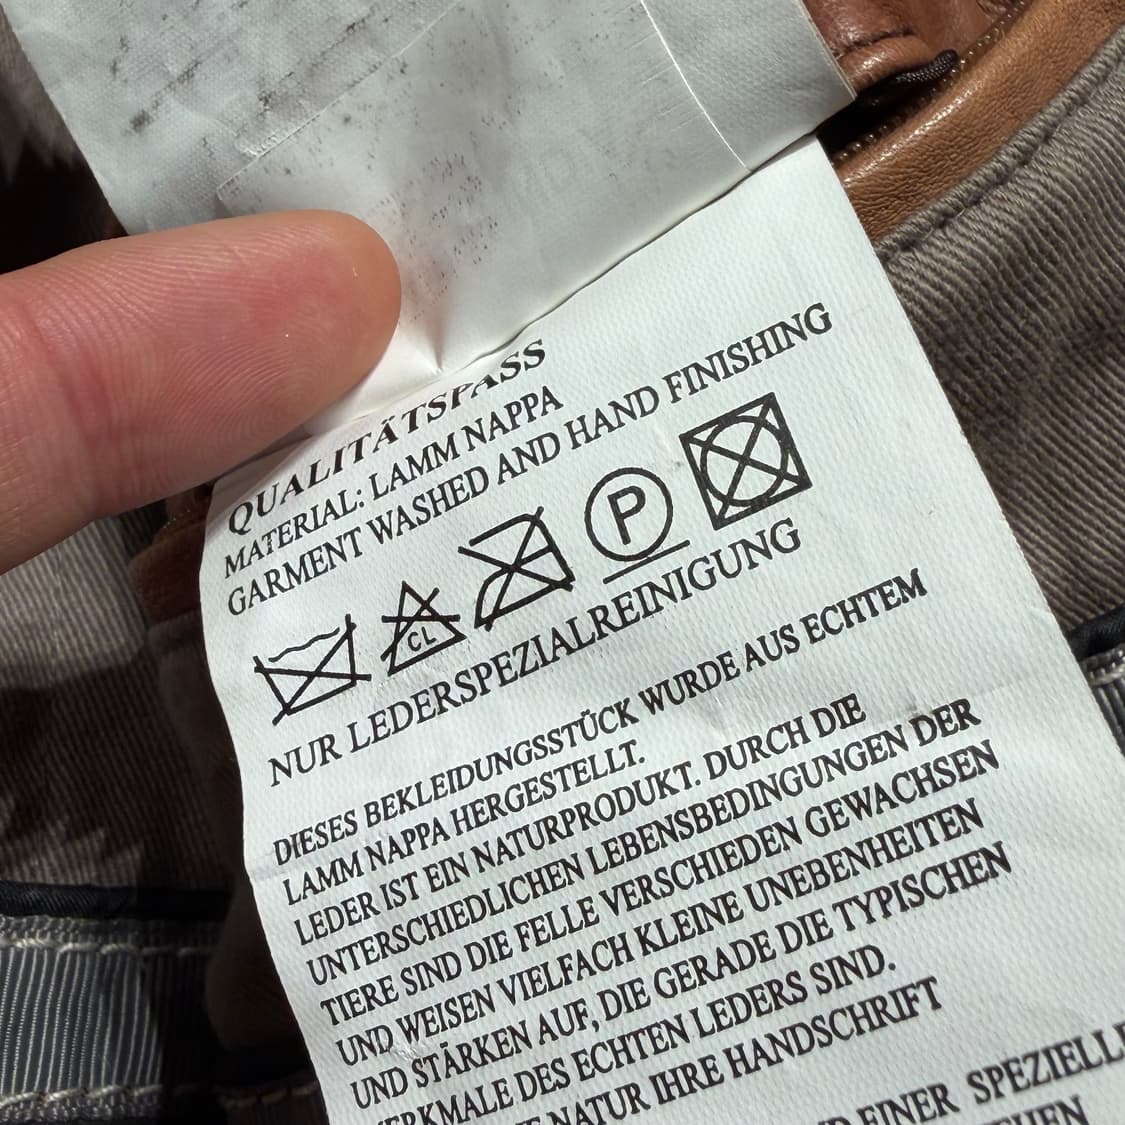 QUALITÄTSPASS
MATERIAL: LAMM NAPPA
GARMENT WASHED AND HAND FINISHING
CL P
NUR LEDERSPEZIALREINIGUNG
DIESES BEKLEIDUNGSSTÜCK WURDE AUS ECHTEM
LAMM NAPPA HERGESTELLT.
LEDER IST EIN NATURPRODUKT. DURCH DIE
UNTERSCHIEDLICHEN LEBENSBEDINGUNGEN DER
TIERE SIND DIE FELLE VERSCHIEDEN GEWACHSEN
UND WEISEN VIELFACH KLEINE UNEBENHEITEN
UND STÄRKEN AUF, DIE GERADE DIE TYPISCHEN
DES ECHTEN LEDERS SIND.
NATUR IHRE HANDSCHRIFT
EINER